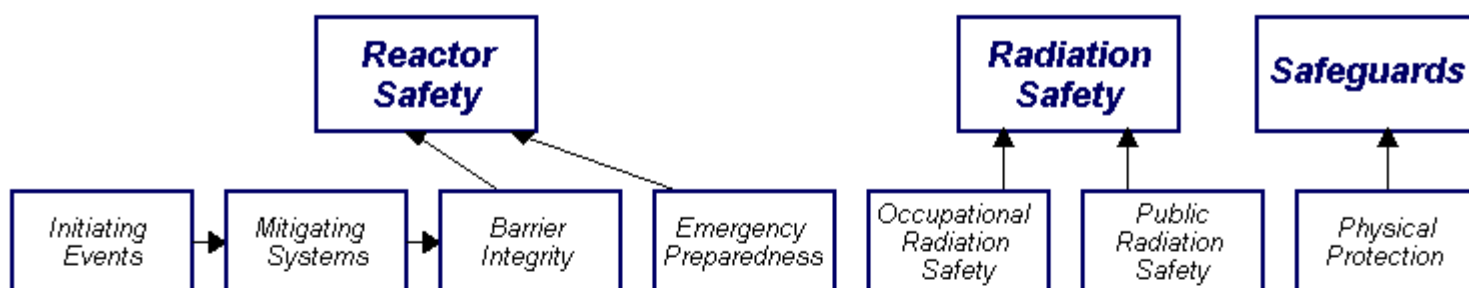 Reactor
Safety
Radiation
Safety
Safeguards
Initiating
Events
Mitigating
Systems
Barrier
Integrity
Emergency
Preparedness
Occupational
Radiation
Safety
Public
Radiation
Safety
Physical
Protection